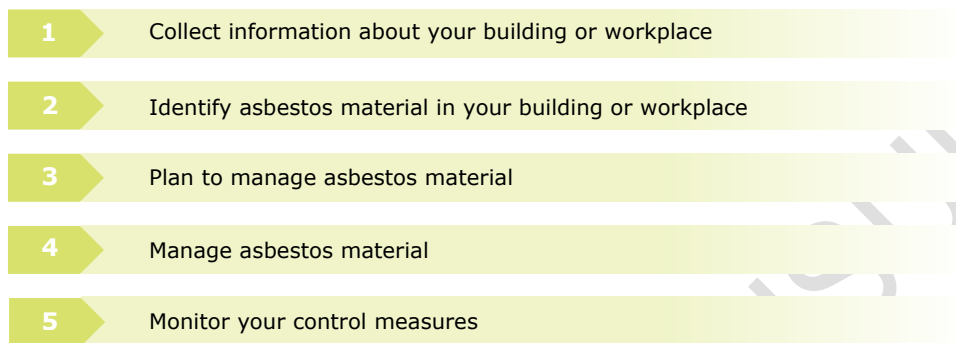 1 Collect information about your building or workplace
2 Identify asbestos material in your building or workplace
3 Plan to manage asbestos material
4 Manage asbestos material
5 Monitor your control measures